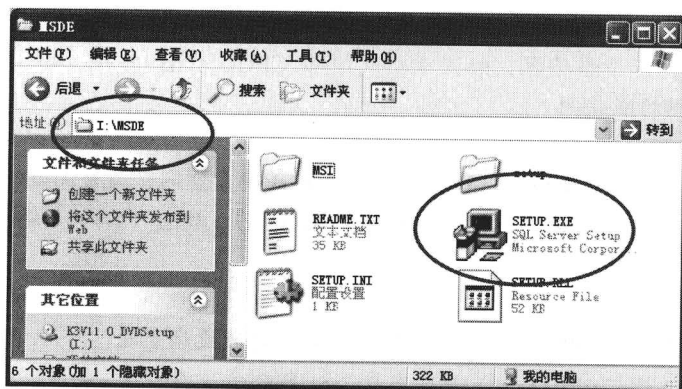 MSDE
文件(F) 编辑(E) 查看(V) 收藏(A) 工具(T) 帮助(H)
后退 搜索 文件夹
地址(D) I:\MSDE 转到
文件和文件夹任务
创建一个新文件夹
将这个文件夹发布到
Web
共享此文件夹
其它位置
K3V11.0_DVDSetup
(I:)
MSI
setup
README.TXT
文本文档
35 KB
SETUP.EXE
SQL Server Setup
Microsoft Corpor...
SETUP.INI
配置设置
1 KB
SETUP.RLL
Resource File
52 KB
6 个对象(加 1 个隐藏对象) 322 KB 我的电脑